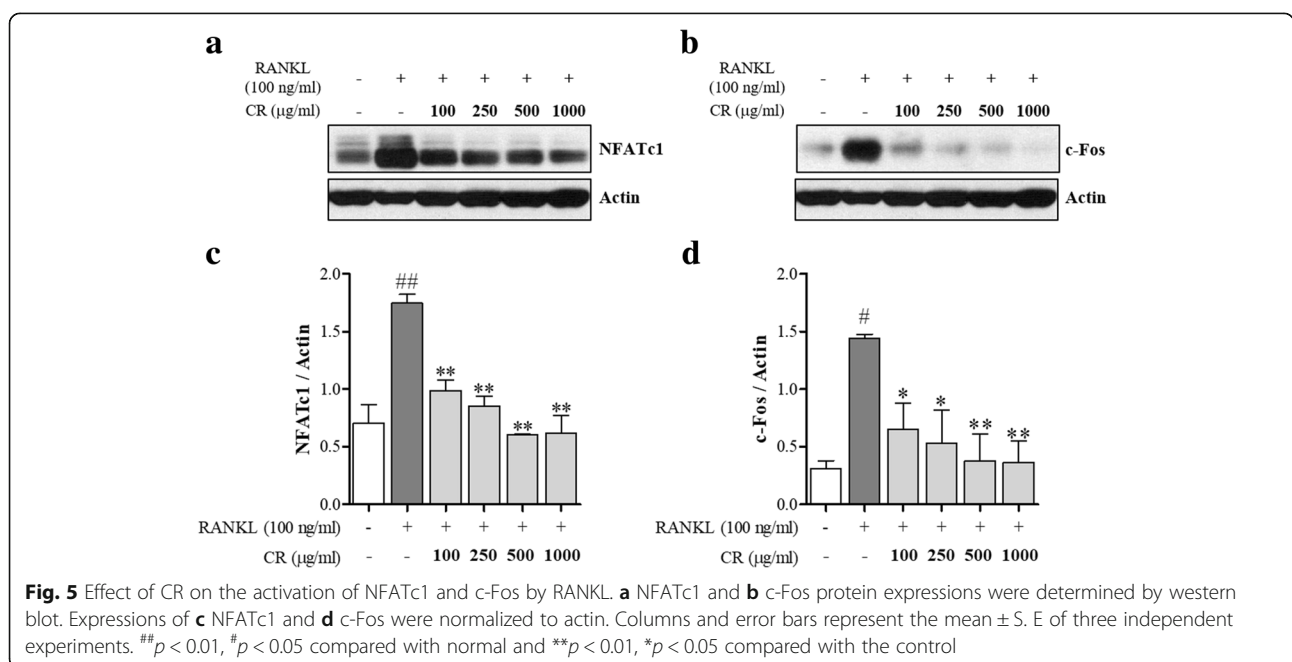 a
RANKL
(100 ng/ml)
- + + + + +
CR (μg/ml) - - 100 250 500 1000
NFATc1
Actin
b
RANKL
(100 ng/ml)
- + + + + +
CR (μg/ml) - - 100 250 500 1000
c-Fos
Actin
c
NFATc1 / Actin
2.0
1.5
1.0
0.5
0.0
##
** ** ** **
RANKL (100 ng/ml) - + + + + +
CR (μg/ml) - - 100 250 500 1000
d
c-Fos / Actin
2.0
1.5
1.0
0.5
0.0
#
* * ** **
RANKL (100 ng/ml) - + + + + +
CR (μg/ml) - - 100 250 500 1000
Fig. 5 Effect of CR on the activation of NFATc1 and c-Fos by RANKL. a NFATc1 and b c-Fos protein expressions were determined by western
blot. Expressions of c NFATc1 and d c-Fos were normalized to actin. Columns and error bars represent the mean ± S. E of three independent
experiments. ##p < 0.01, #p < 0.05 compared with normal and **p < 0.01, *p < 0.05 compared with the control